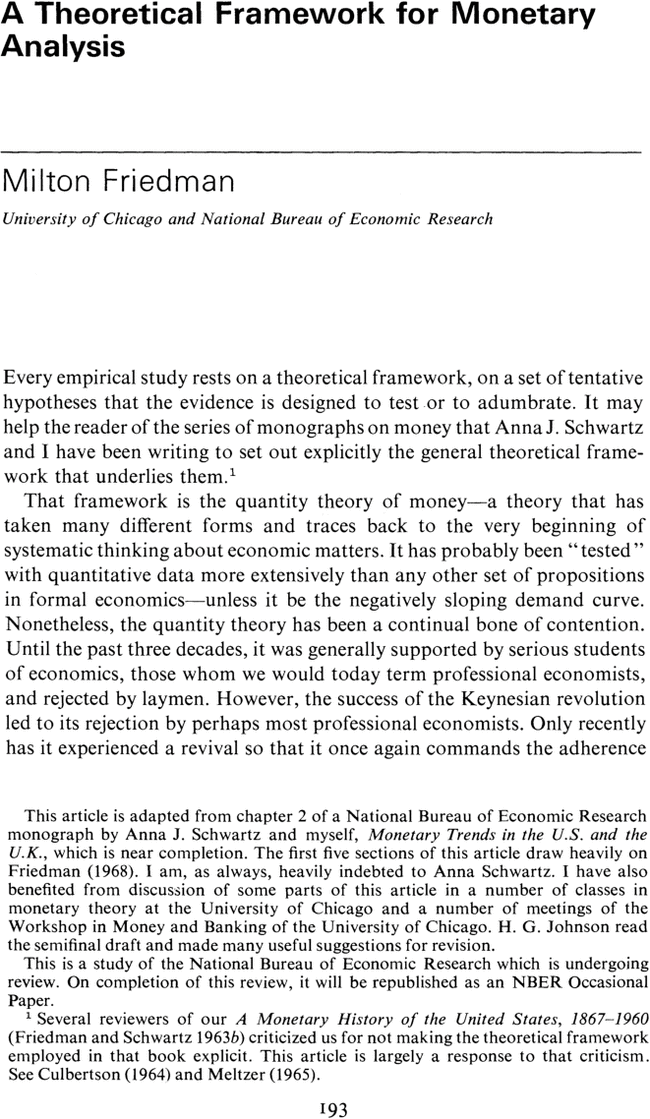 A Theoretical Framework for Monetary
Analysis
Milton Friedman
University of Chicago and National Bureau of Economic Research
Every empirical study rests on a theoretical framework, on a set of tentative
hypotheses that the evidence is designed to test or to adumbrate. It may
help the reader of the series of monographs on money that Anna J. Schwartz
and I have been writing to set out explicitly the general theoretical frame-
work that underlies them.¹
That framework is the quantity theory of money—a theory that has
taken many different forms and traces back to the very beginning of
systematic thinking about economic matters. It has probably been “tested”
with quantitative data more extensively than any other set of propositions
in formal economics—unless it be the negatively sloping demand curve.
Nonetheless, the quantity theory has been a continual bone of contention.
Until the past three decades, it was generally supported by serious students
of economics, those whom we would today term professional economists,
and rejected by laymen. However, the success of the Keynesian revolution
led to its rejection by perhaps most professional economists. Only recently
has it experienced a revival so that it once again commands the adherence
This article is adapted from chapter 2 of a National Bureau of Economic Research
monograph by Anna J. Schwartz and myself, Monetary Trends in the U.S. and the
U.K., which is near completion. The first five sections of this article draw heavily on
Friedman (1968). I am, as always, heavily indebted to Anna Schwartz. I have also
benefited from discussion of some parts of this article in a number of classes in
monetary theory at the University of Chicago and a number of meetings of the
Workshop in Money and Banking of the University of Chicago. H. G. Johnson read
the semifinal draft and made many useful suggestions for revision.
This is a study of the National Bureau of Economic Research which is undergoing
review. On completion of this review, it will be republished as an NBER Occasional
Paper.
¹ Several reviewers of our A Monetary History of the United States, 1867–1960
(Friedman and Schwartz 1963b) criticized us for not making the theoretical framework
employed in that book explicit. This article is largely a response to that criticism.
See Culbertson (1964) and Meltzer (1965).
193